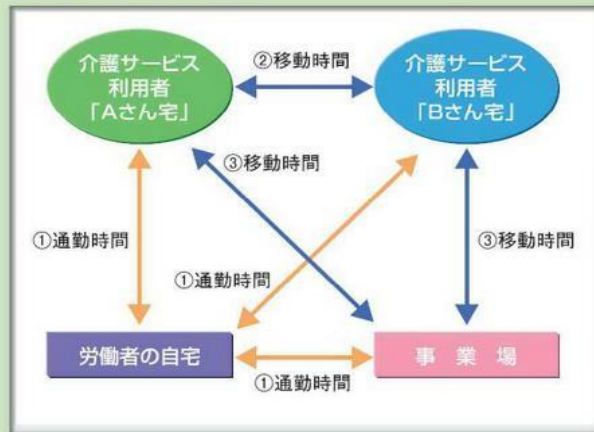 介護サービス
利用者
「Aさん宅」
②移動時間
介護サービス
利用者
「Bさん宅」
③移動時間
①通勤時間
③移動時間
①通勤時間
労働者の自宅
事業場
①通勤時間